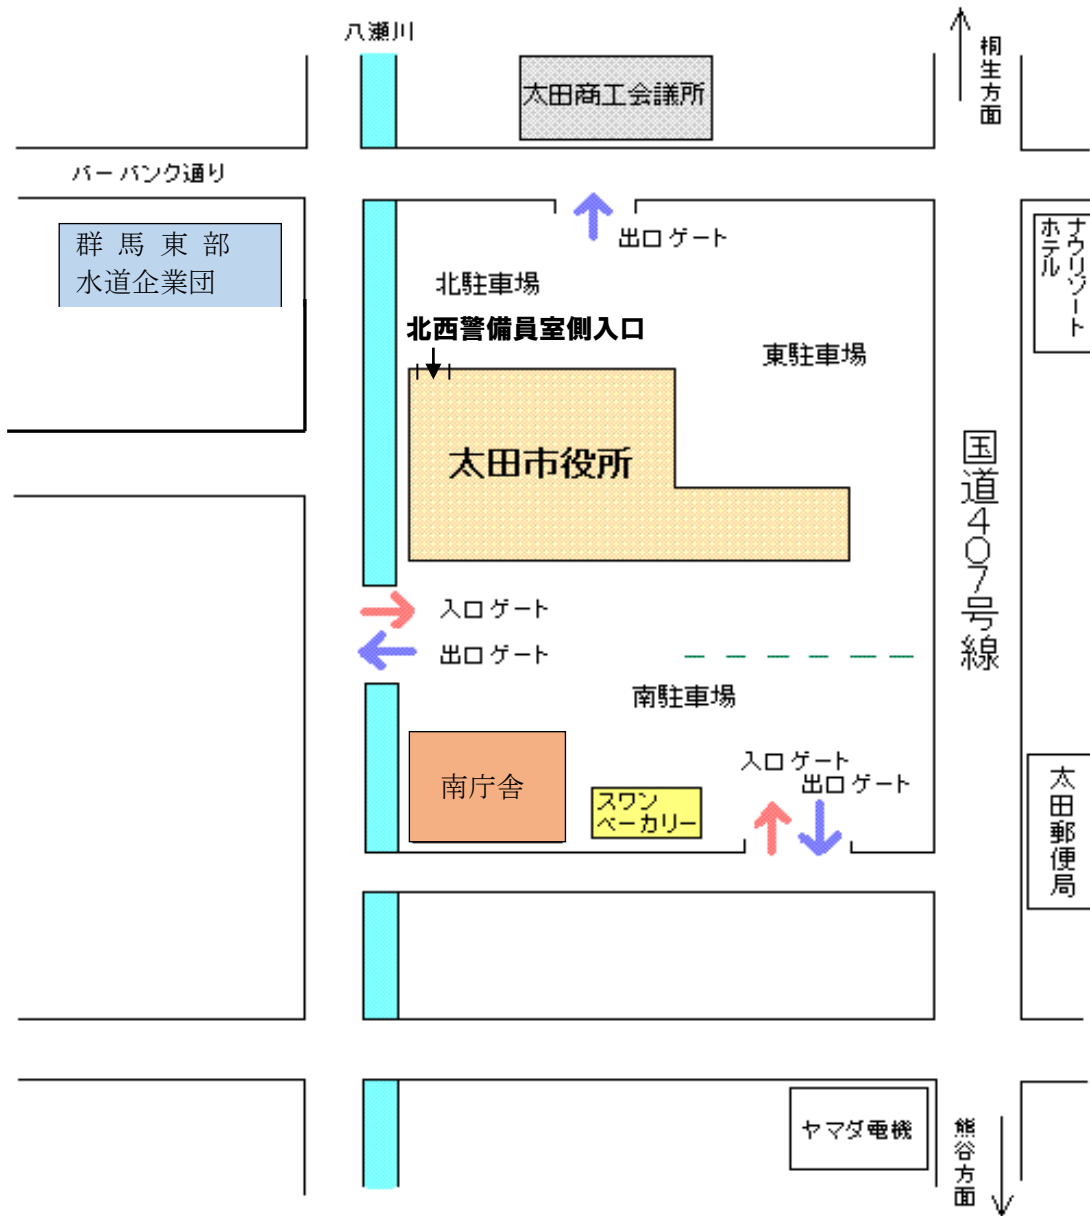 八瀬川
太田商工会議所
桐生方面
バーバンク通り
群馬東部
水道企業団
出口ゲート
ナウリゾート
ホテル
北駐車場
北西警備員室側入口
東駐車場
太田市役所
国道407号線
入口ゲート
出口ゲート
南駐車場
南庁舎
スワン
ベーカリー
入口ゲート
出口ゲート
太田郵便局
ヤマダ電機
熊谷方面